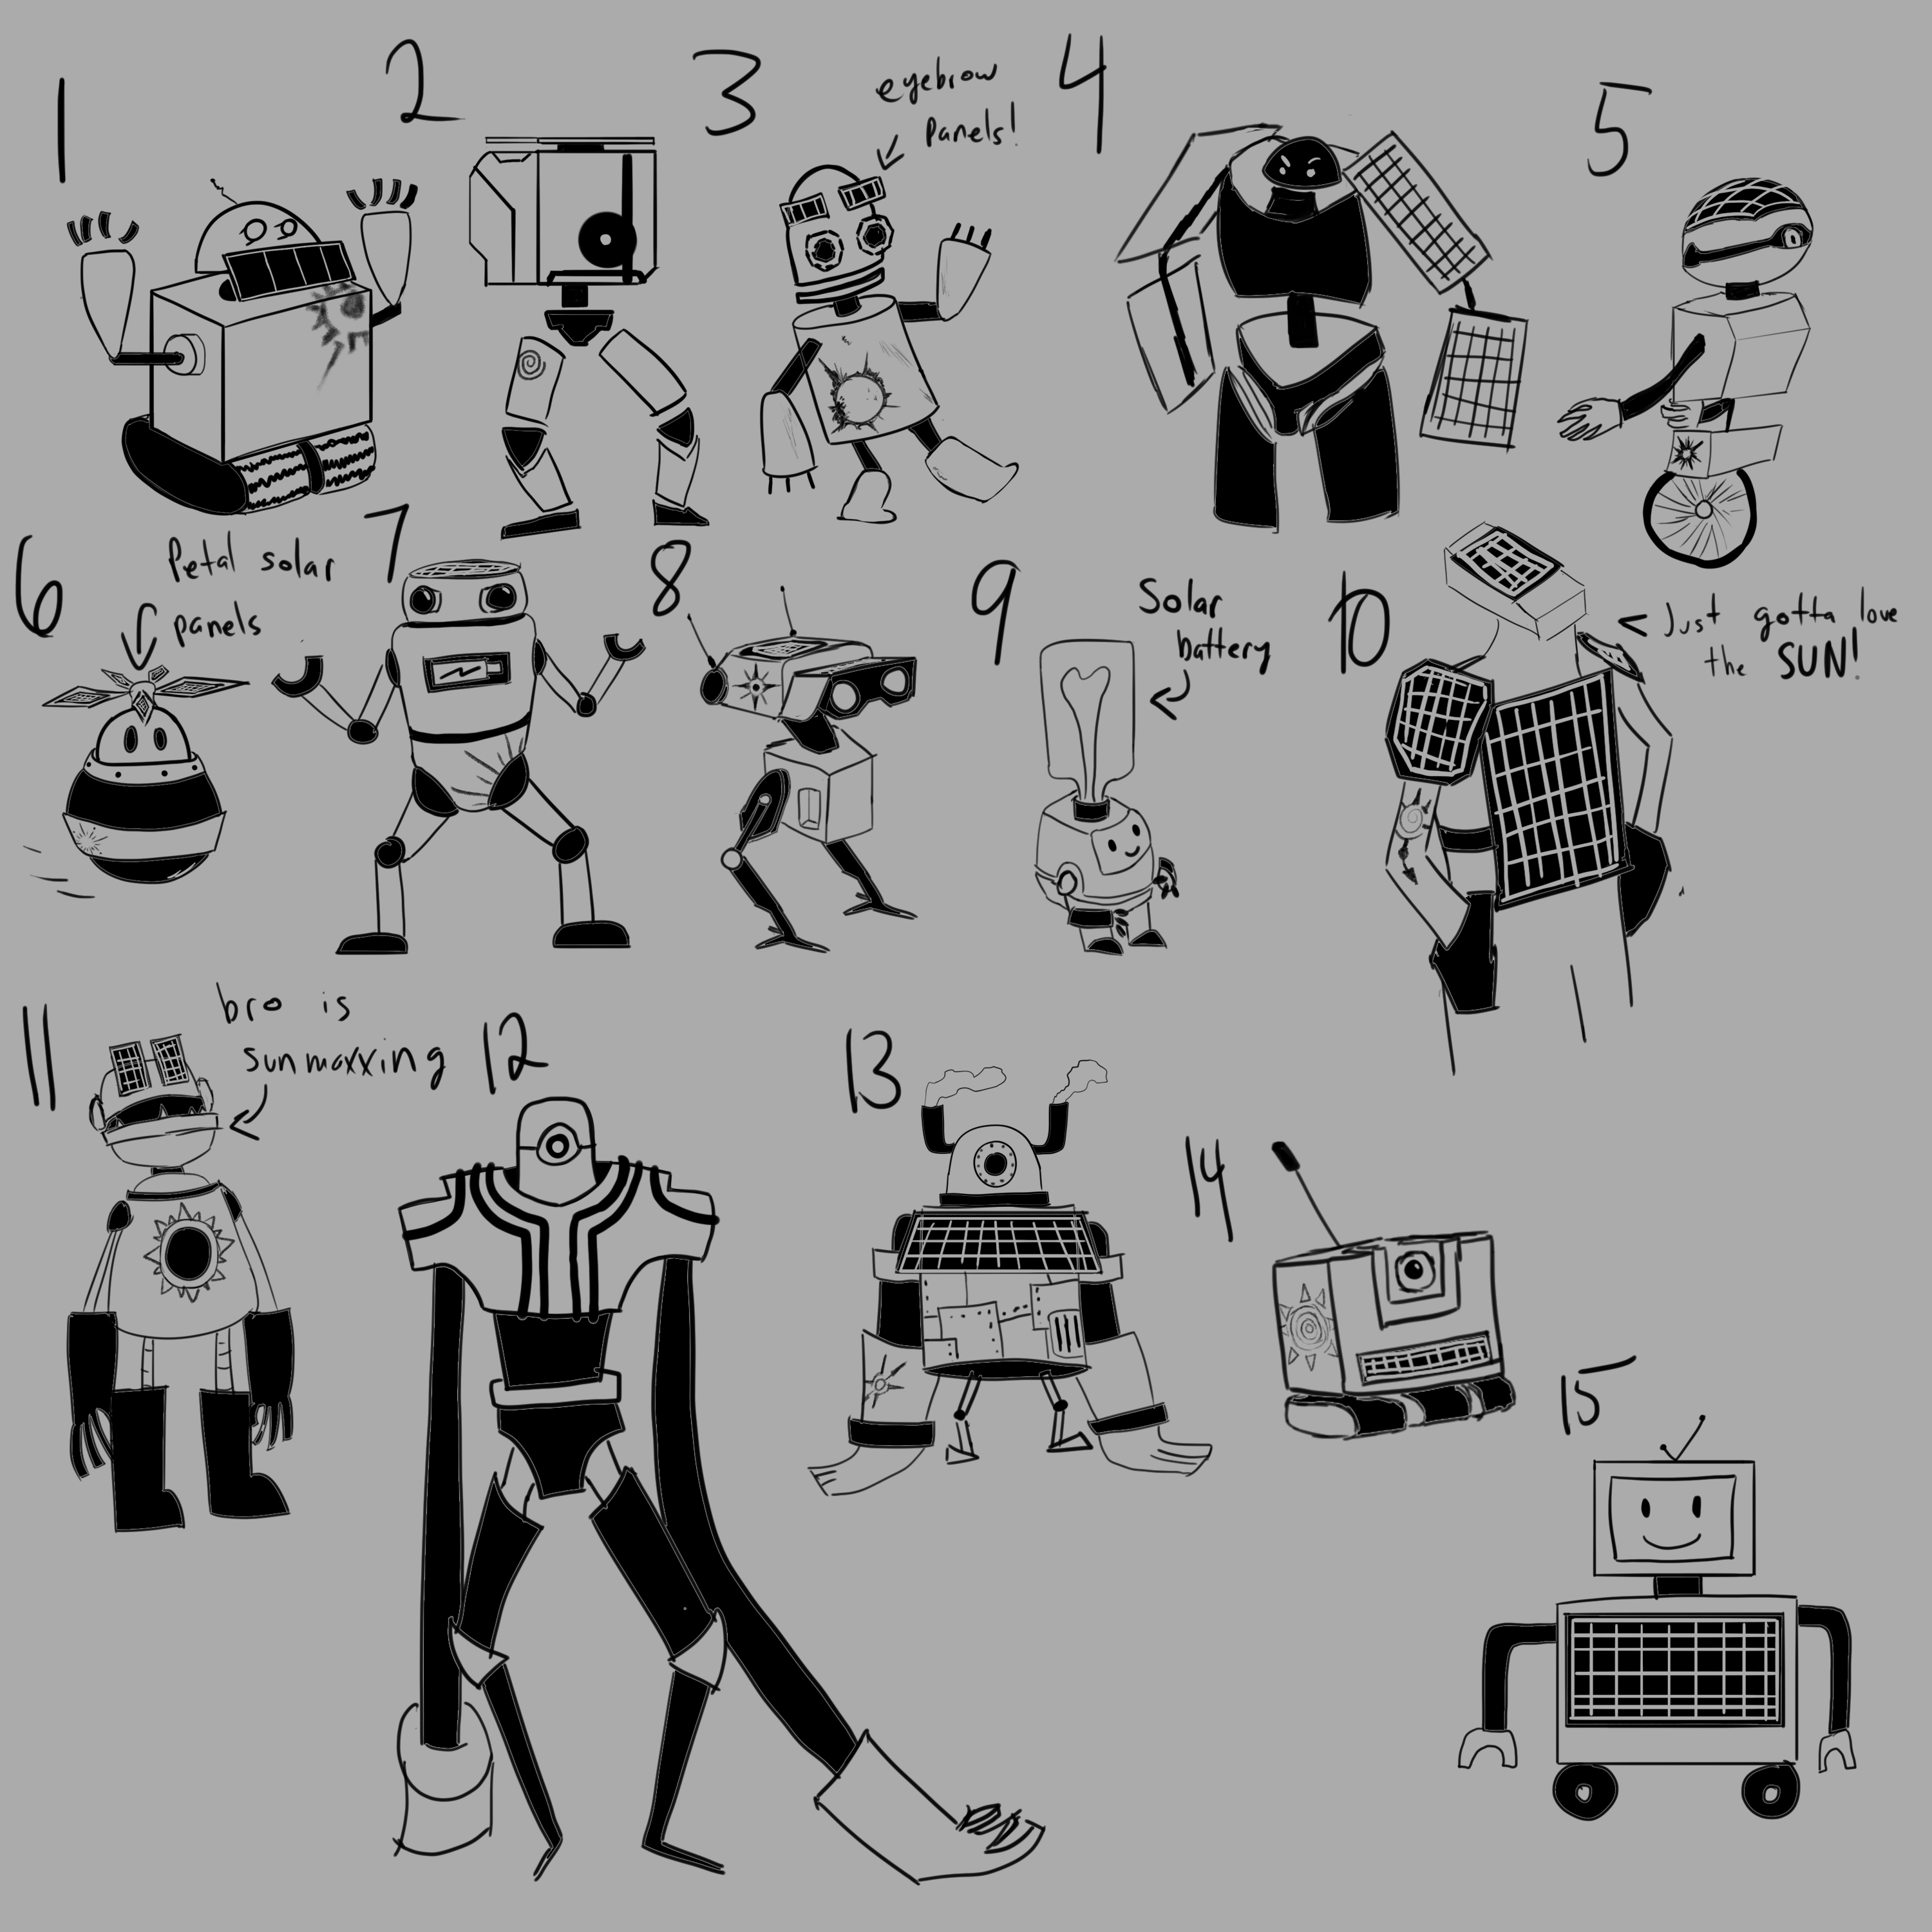 1
2
3
eyebrow
panels!
4
5
6
Petal solar
panels
7
8
9
Solar
battery
10
Just gotta love
the SUN!
11
bro is
sunmaxxing
12
13
14
15